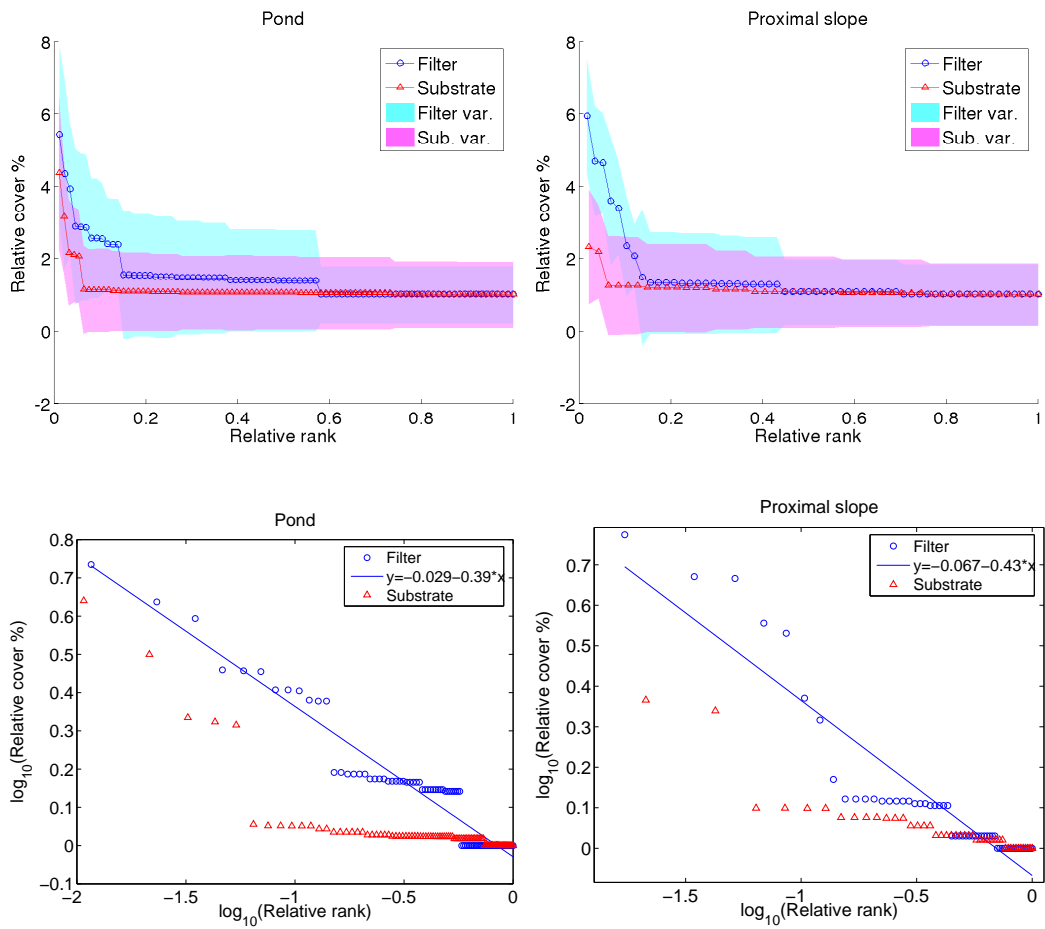 Pond
Proximal slope
8
6
4
2
0
-2
Relative cover %
Filter
Substrate
Filter var.
Sub. var.
0
0.2
0.4
0.6
0.8
1
Relative rank
8
6
4
2
0
-2
Relative cover %
Filter
Substrate
Filter var.
Sub. var.
0
0.2
0.4
0.6
0.8
1
Relative rank
Pond
0.8
0.7
0.6
0.5
0.4
0.3
0.2
0.1
0
−0.1
log10(Relative cover %)
Filter
y=−0.029−0.39*x
Substrate
−2
−1.5
−1
−0.5
0
log10(Relative rank)
Proximal slope
0.7
0.6
0.5
0.4
0.3
0.2
0.1
0
log10(Relative cover %)
Filter
y=−0.067−0.43*x
Substrate
−1.5
−1
−0.5
0
log10(Relative rank)